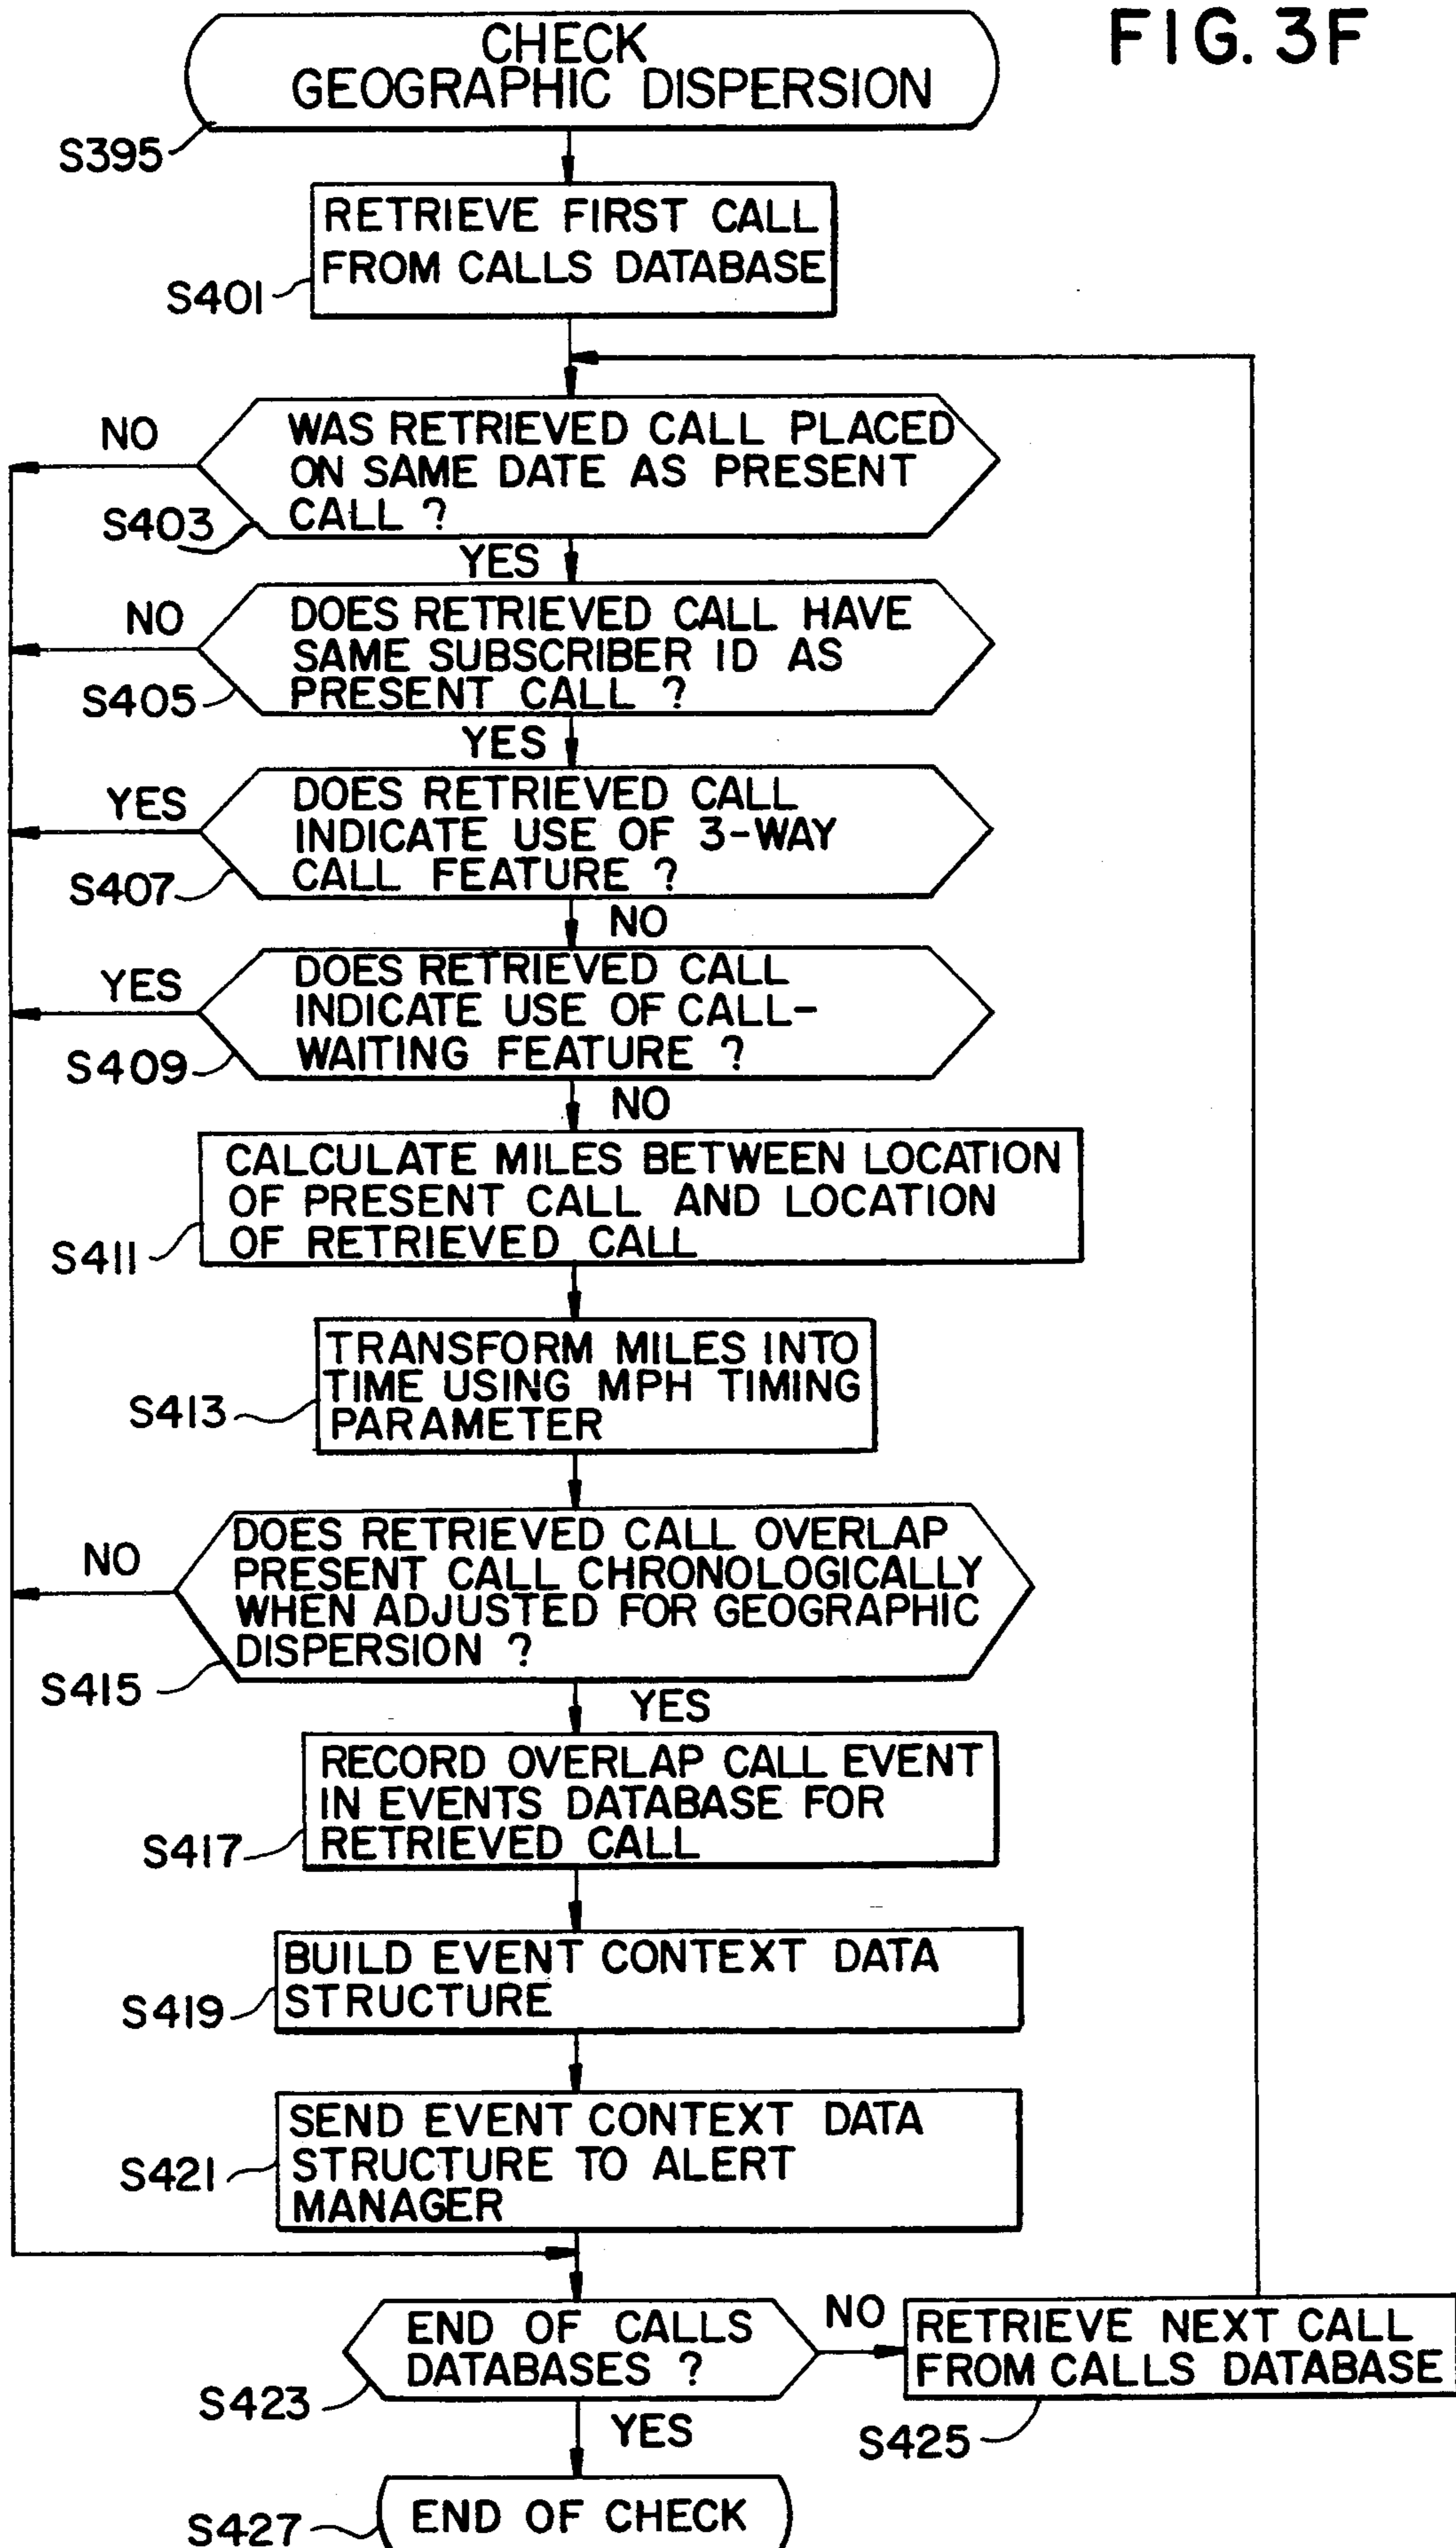 FIG. 3F
CHECK
GEOGRAPHIC DISPERSION
S395
RETRIEVE FIRST CALL
FROM CALLS DATABASE
S401
NO
WAS RETRIEVED CALL PLACED
ON SAME DATE AS PRESENT
CALL ?
S403
YES
NO
DOES RETRIEVED CALL HAVE
SAME SUBSCRIBER ID AS
PRESENT CALL ?
S405
YES
YES
DOES RETRIEVED CALL
INDICATE USE OF 3-WAY
CALL FEATURE ?
S407
NO
YES
DOES RETRIEVED CALL
INDICATE USE OF CALL-
WAITING FEATURE ?
S409
NO
CALCULATE MILES BETWEEN LOCATION
OF PRESENT CALL AND LOCATION
OF RETRIEVED CALL
S411
TRANSFORM MILES INTO
TIME USING MPH TIMING
PARAMETER
S413
NO
DOES RETRIEVED CALL OVERLAP
PRESENT CALL CHRONOLOGICALLY
WHEN ADJUSTED FOR GEOGRAPHIC
DISPERSION ?
S415
YES
RECORD OVERLAP CALL EVENT
IN EVENTS DATABASE FOR
RETRIEVED CALL
S417
BUILD EVENT CONTEXT DATA
STRUCTURE
S419
SEND EVENT CONTEXT DATA
STRUCTURE TO ALERT
MANAGER
S421
END OF CALLS
DATABASES ?
S423
NO
RETRIEVE NEXT CALL
FROM CALLS DATABASE
S425
YES
END OF CHECK
S427